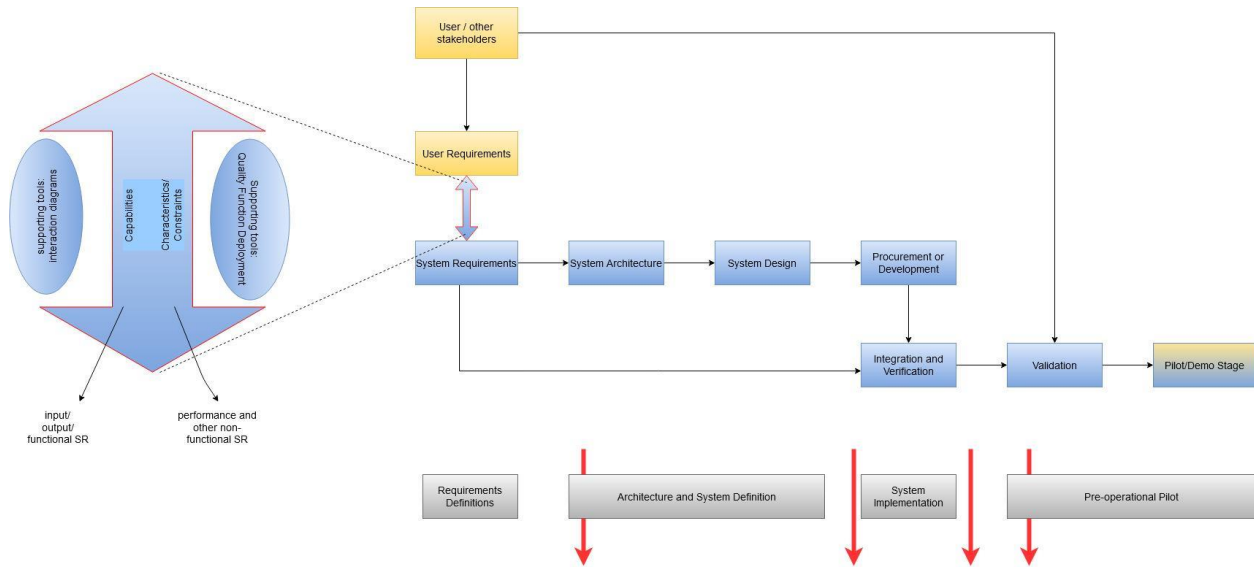 User / other
stakeholders
User Requirements
supporting tools:
interaction diagrams
Capabilities
Characteristics/
Constraints
Supporting tools:
Quality Function Deployment
System Requirements
System Architecture
System Design
Procurement or
Development
Integration and
Verification
Validation
Pilot/Demo Stage
input/
output/
functional SR
performance and
other non-
functional SR
Requirements
Definitions
Architecture and System Definition
System
Implementation
Pre-operational Pilot